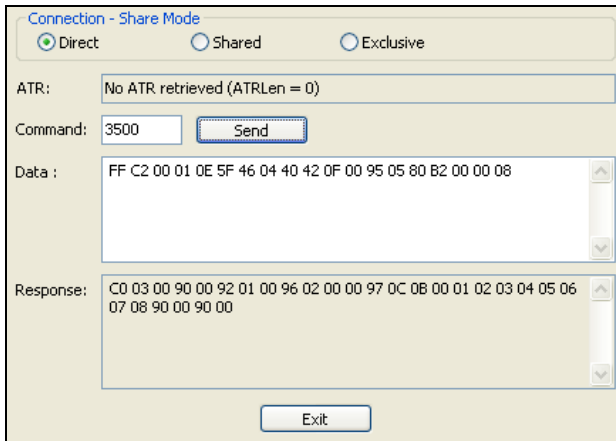 Connection - Share Mode
Direct Shared Exclusive
ATR: No ATR retrieved (ATRLen = 0)
Command: 3500 Send
Data : FF C2 00 01 0E 5F 46 04 40 42 0F 00 95 05 80 B2 00 00 08
Response: C0 03 00 90 00 92 01 00 96 02 00 00 97 0C 0B 00 01 02 03 04 05 06
07 08 90 00 90 00
Exit